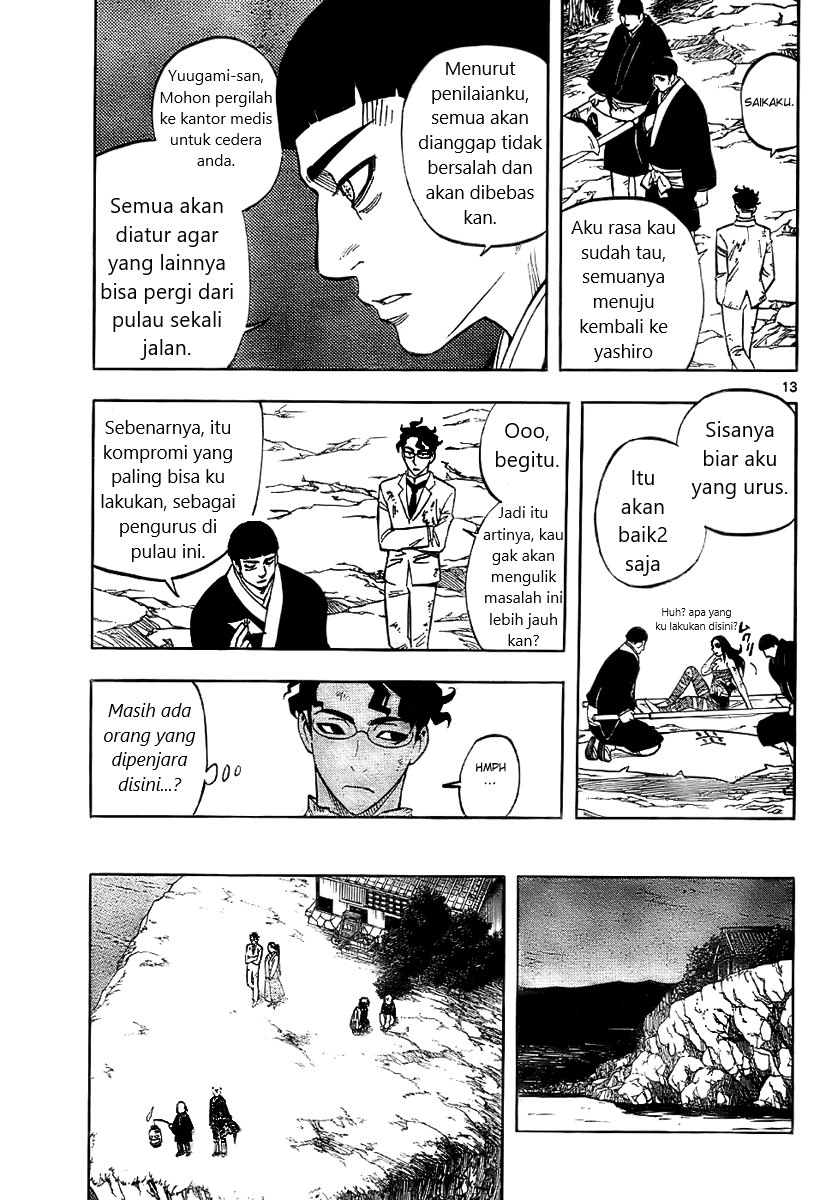 SAIKAKU.
Aku rasa kau
sudah tau,
semuanya
menuju
kembali ke
yashiro
Menurut
penilaianku,
semua akan
dianggap tidak
bersalah dan
akan dibebas
kan.
Yuugami-san,
Mohon pergilah
ke kantor medis
untuk cedera
anda.
Semua akan
diatur agar
yang lainnya
bisa pergi dari
pulau sekali
jalan.
13
Sisanya
biar aku
yang urus.
Itu
akan
baik2
saja
Huh? apa yang
ku lakukan disini?
Ooo,
begitu.
Jadi itu
artinya, kau
gak akan
mengulik
masalah ini
lebih jauh
kan?
Sebenarnya, itu
kompromi yang
paling bisa ku
lakukan, sebagai
pengurus di
pulau ini.
HMPH
...
Masih ada
orang yang
dipenjara
disini...?